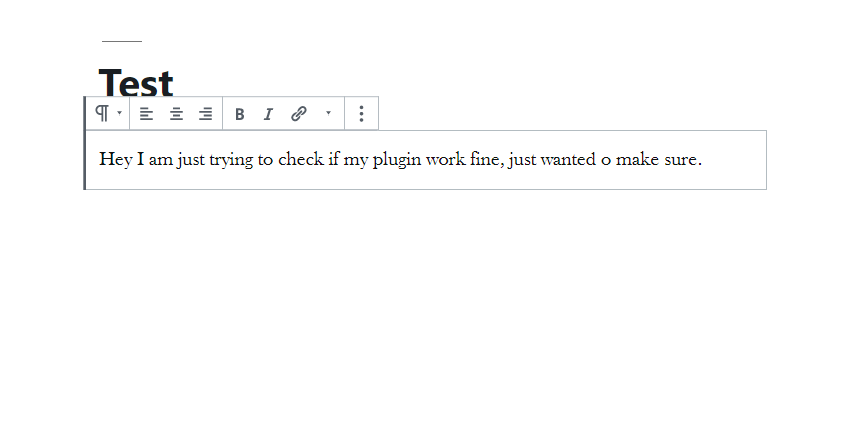 Test
B I
Hey I am just trying to check if my plugin work fine, just wanted o make sure.